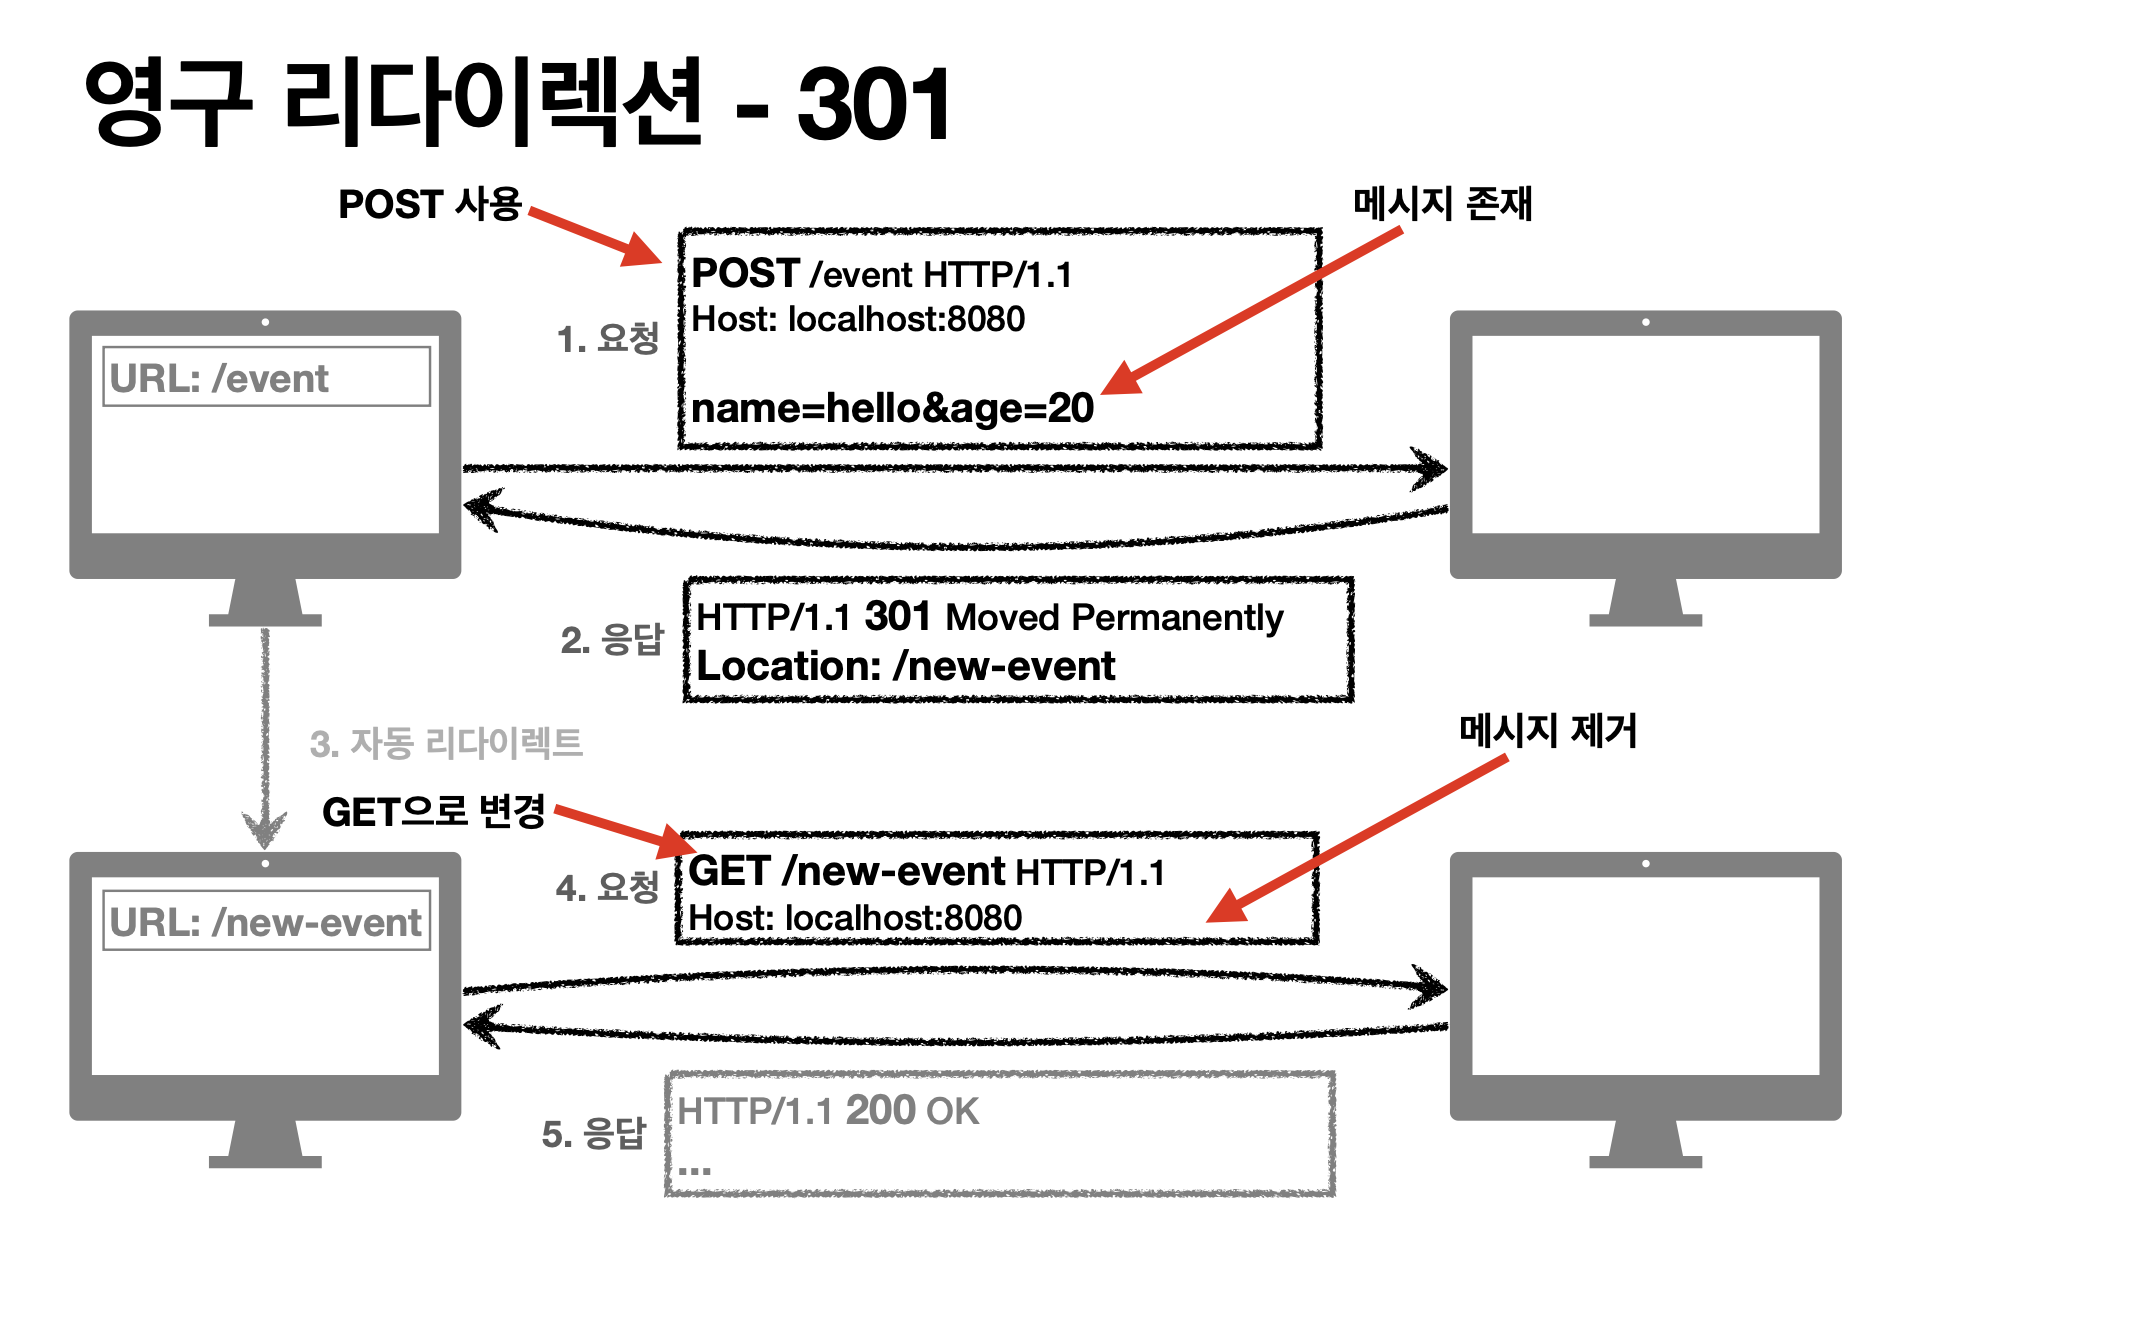 영구 리다이렉션 - 301
POST 사용
메시지 존재
POST /event HTTP/1.1
Host: localhost:8080
1. 요청
name=hello&age=20
URL: /event
2. 응답
HTTP/1.1 301 Moved Permanently
Location: /new-event
3. 자동 리다이렉트
메시지 제거
GET으로 변경
4. 요청
GET /new-event HTTP/1.1
Host: localhost:8080
URL: /new-event
5. 응답
HTTP/1.1 200 OK
...